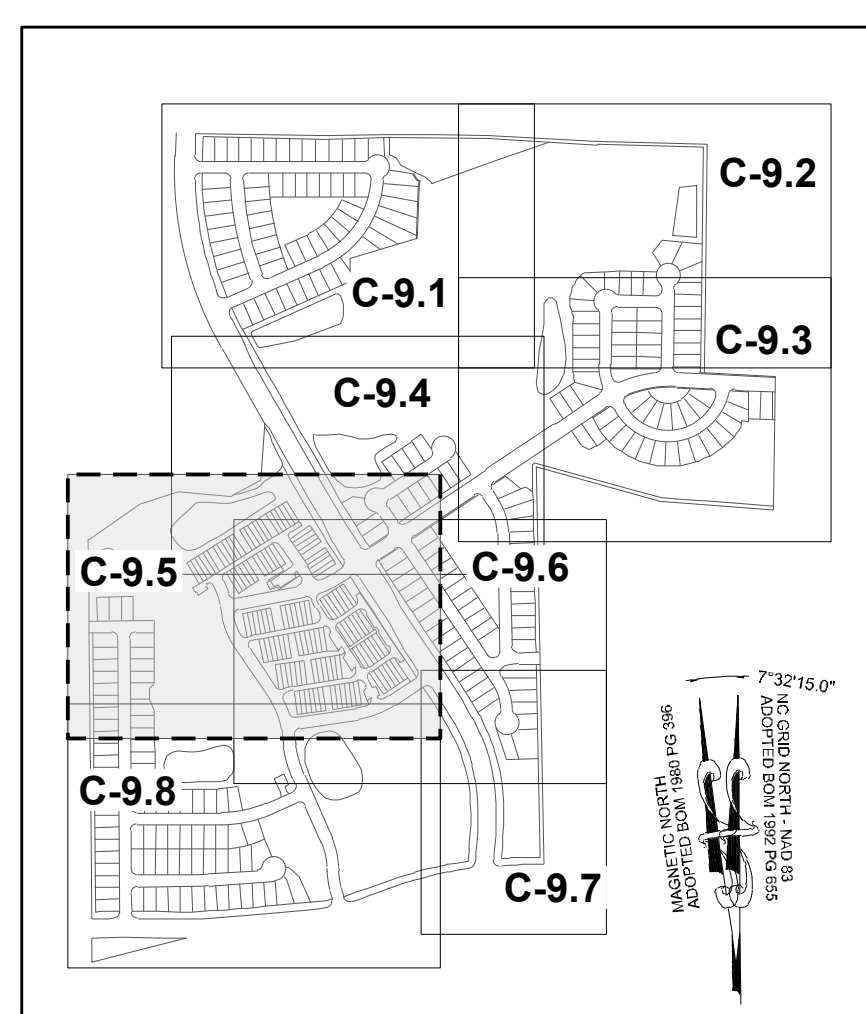 C-9.2
C-9.1
C-9.3
C-9.4
C-9.5
C-9.6
C-9.8
C-9.7
7°32'15.0"
MAGNETIC NORTH
ADOPTED BOM 1980 PG 396
NC GRID NORTH - NAD 83
ADOPTED BOM 1992 PG 655